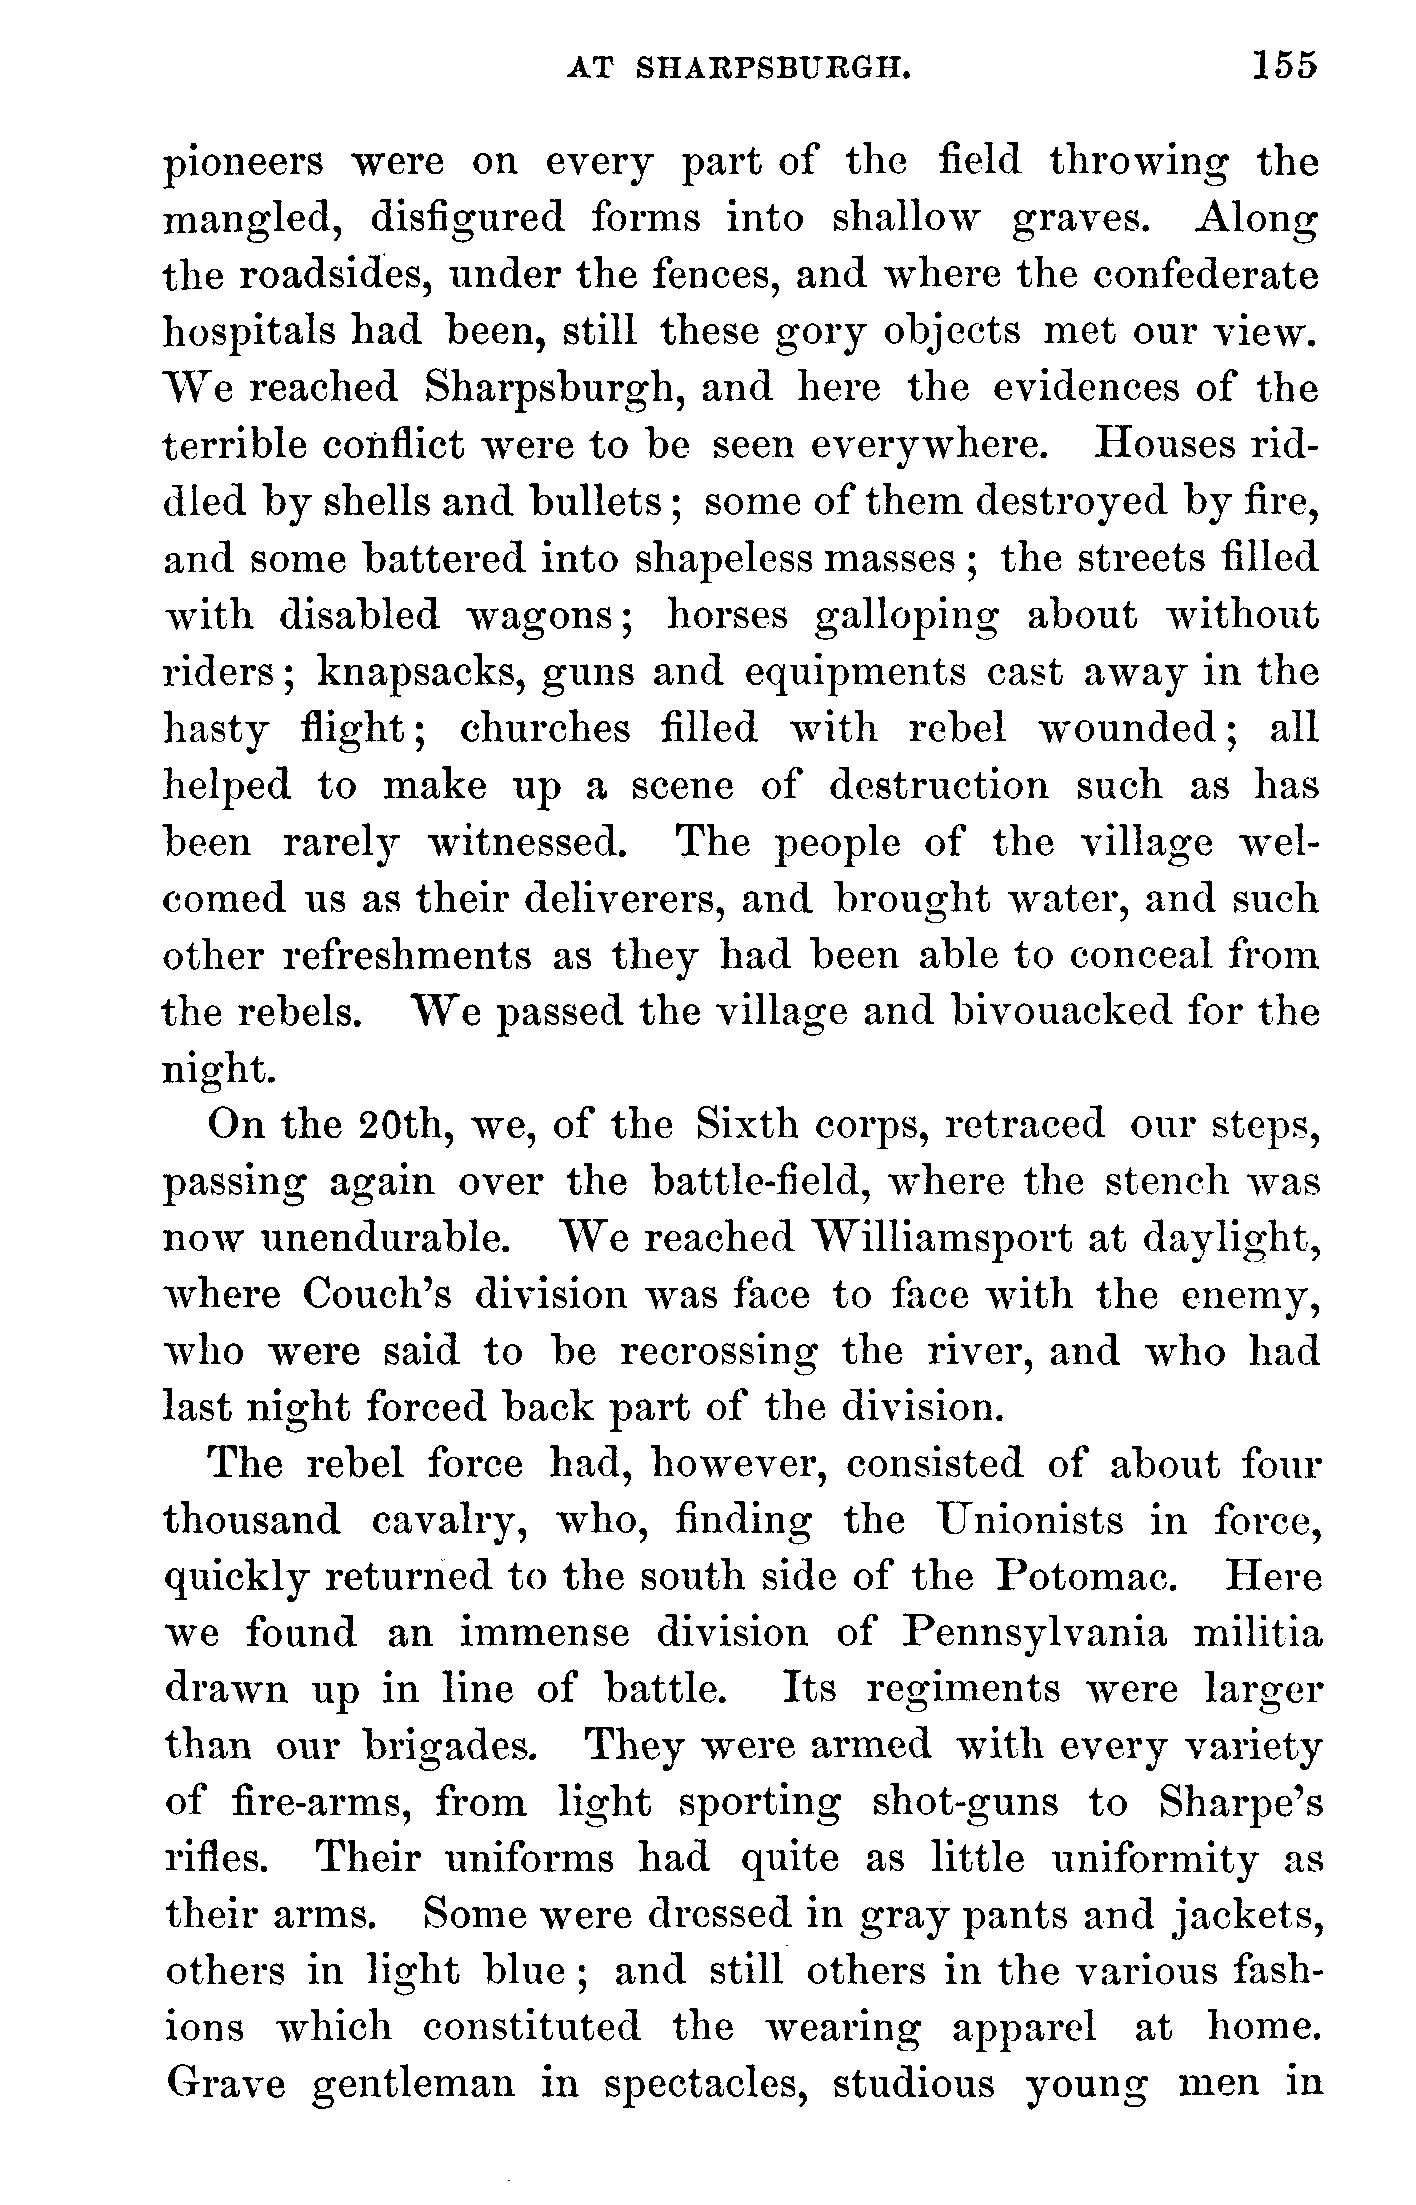 AT SHARPSBURGH. 155
pioneers were on every part of the field throwing the
mangled, disfigured forms into shallow graves. Along
the roadsides, under the fences, and where the confederate
hospitals had been, still these gory objects met our view.
We reached Sharpsburgh, and here the evidences of the
terrible conflict were to be seen everywhere. Houses rid-
dled by shells and bullets; some of them destroyed by fire,
and some battered into shapeless masses; the streets filled
with disabled wagons; horses galloping about without
riders; knapsacks, guns and equipments cast away in the
hasty flight; churches filled with rebel wounded; all
helped to make up a scene of destruction such as has
been rarely witnessed. The people of the village wel-
comed us as their deliverers, and brought water, and such
other refreshments as they had been able to conceal from
the rebels. We passed the village and bivouacked for the
night.
On the 20th, we, of the Sixth corps, retraced our steps,
passing again over the battle-field, where the stench was
now unendurable. We reached Williamsport at daylight,
where Couch's division was face to face with the enemy,
who were said to be recrossing the river, and who had
last night forced back part of the division.
The rebel force had, however, consisted of about four
thousand cavalry, who, finding the Unionists in force,
quickly returned to the south side of the Potomac. Here
we found an immense division of Pennsylvania militia
drawn up in line of battle. Its regiments were larger
than our brigades. They were armed with every variety
of fire-arms, from light sporting shot-guns to Sharpe's
rifles. Their uniforms had quite as little uniformity as
their arms. Some were dressed in gray pants and jackets,
others in light blue; and still others in the various fash-
ions which constituted the wearing apparel at home.
Grave gentleman in spectacles, studious young men in